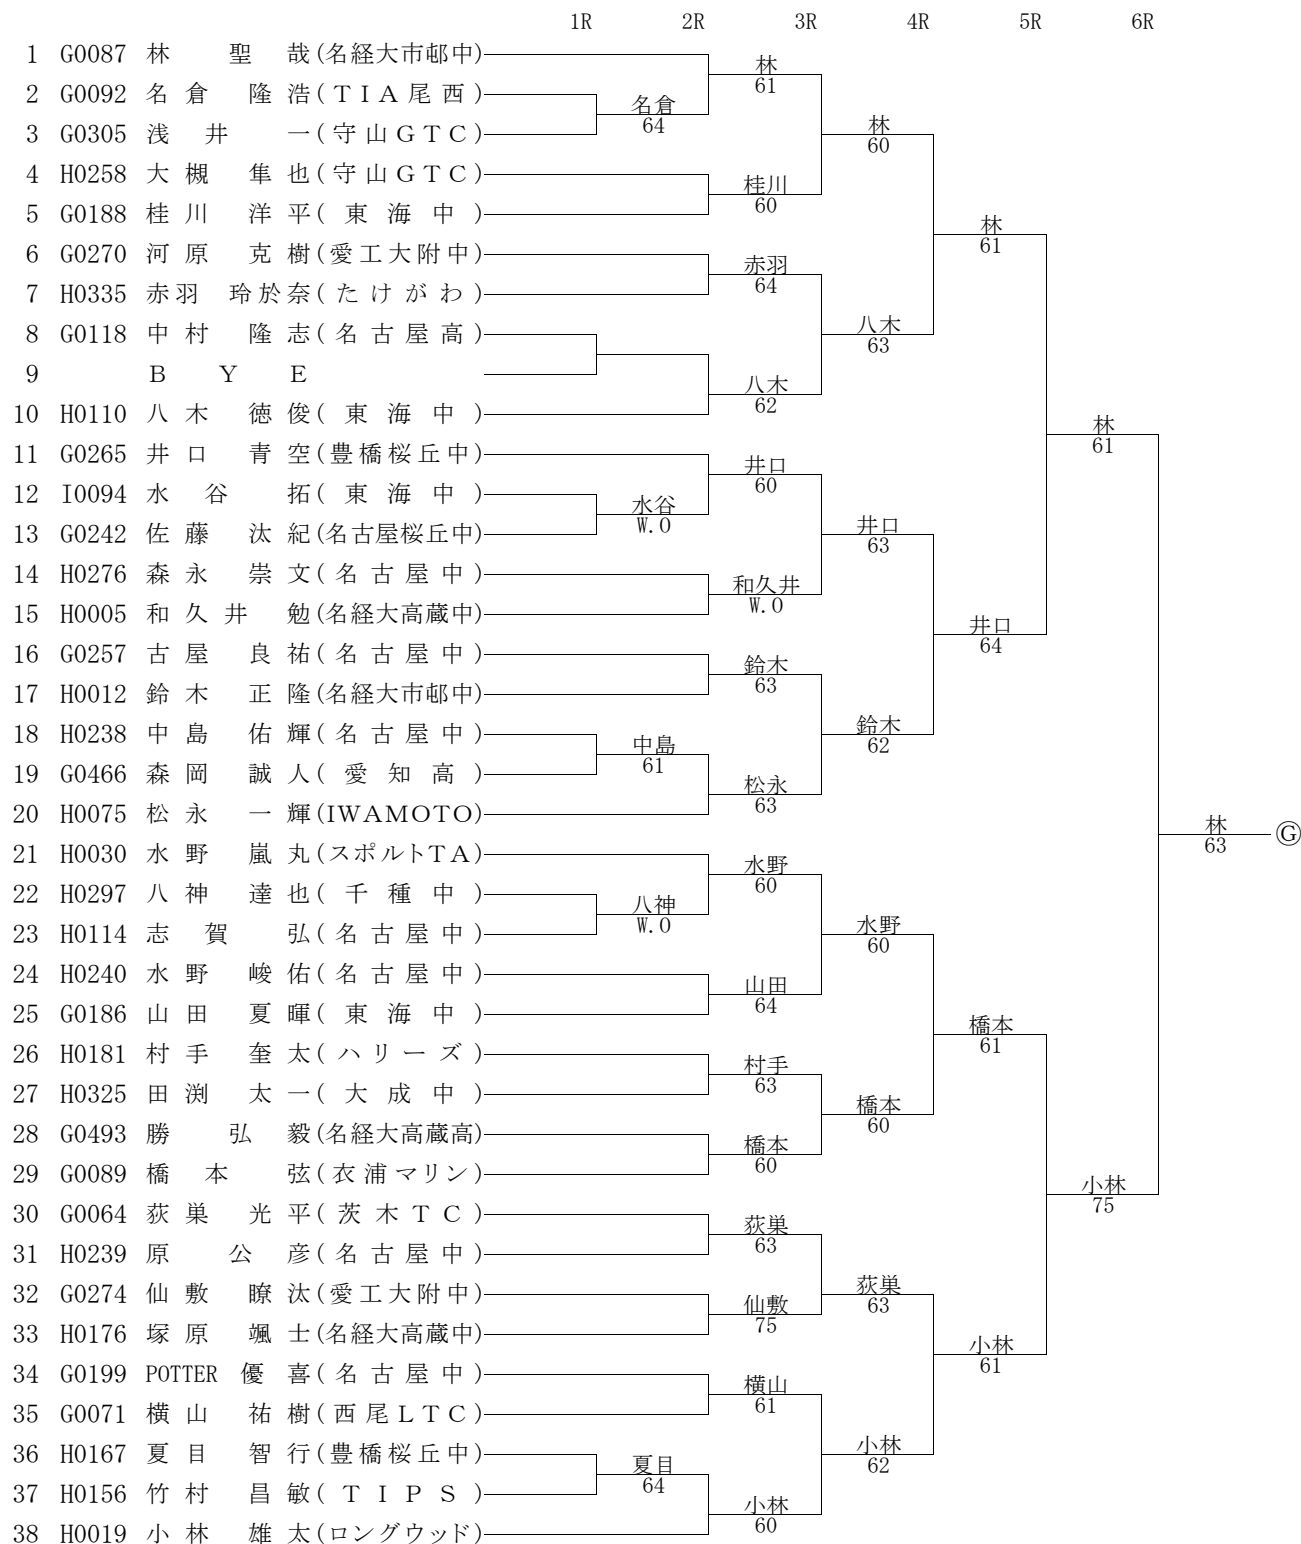 1R 2R 3R 4R 5R 6R
1 G0087 林 聖 哉(名経大市邨中)
林
61
2 G0092 名 倉 隆 浩(ＴＩＡ尾西)
名倉
64
3 G0305 浅 井 一(守山ＧＴＣ)
林
60
4 H0258 大 槻 隼 也(守山ＧＴＣ)
桂川
60
5 G0188 桂 川 洋 平(東海中)
林
61
6 G0270 河 原 克 樹(愛工大附中)
赤羽
64
7 H0335 赤羽 玲於奈(たけがわ)
8 G0118 中 村 隆 志(名古屋高)
八木
63
9 Ｂ Ｙ Ｅ
八木
62
10 H0110 八 木 徳 俊(東海中)
林
61
11 G0265 井 口 青 空(豊橋桜丘中)
井口
60
12 I0094 水 谷 拓(東海中)
水谷
W.O
13 G0242 佐 藤 汰 紀(名古屋桜丘中)
井口
63
14 H0276 森 永 崇 文(名古屋中)
和久井
W.O
15 H0005 和 久 井 勉(名経大高蔵中)
井口
64
16 G0257 古 屋 良 祐(名古屋中)
鈴木
63
17 H0012 鈴 木 正 隆(名経大市邨中)
18 H0238 中 島 佑 輝(名古屋中)
中島
61
鈴木
62
19 G0466 森 岡 誠 人(愛知高)
松永
63
20 H0075 松 永 一 輝(IWAMOTO)
林
63
Ⓖ
21 H0030 水 野 嵐 丸(スポルトＴＡ)
水野
60
22 H0297 八 神 達 也(千種中)
八神
W.O
23 H0114 志 賀 弘(名古屋中)
水野
60
24 H0240 水 野 峻 佑(名古屋中)
山田
64
25 G0186 山 田 夏 暉(東海中)
橋本
61
26 H0181 村 手 奎 太(ハリーズ)
村手
63
27 H0325 田 渕 太 一(大成中)
橋本
60
28 G0493 勝 弘 毅(名経大高蔵高)
橋本
60
29 G0089 橋 本 弦(衣浦マリン)
小林
75
30 G0064 荻 巣 光 平(茨木ＴＣ)
荻巣
63
31 H0239 原 公 彦(名古屋中)
32 G0274 仙 敷 瞭 汰(愛工大附中)
荻巣
63
仙敷
75
33 H0176 塚 原 颯 士(名経大高蔵中)
小林
61
34 G0199 POTTER 優 喜(名古屋中)
横山
61
35 G0071 横 山 祐 樹(西尾ＬＴＣ)
36 H0167 夏 目 智 行(豊橋桜丘中)
夏目
64
小林
62
37 H0156 竹 村 昌 敏(ＴＩＰＳ)
小林
60
38 H0019 小 林 雄 太(ロングウッド)